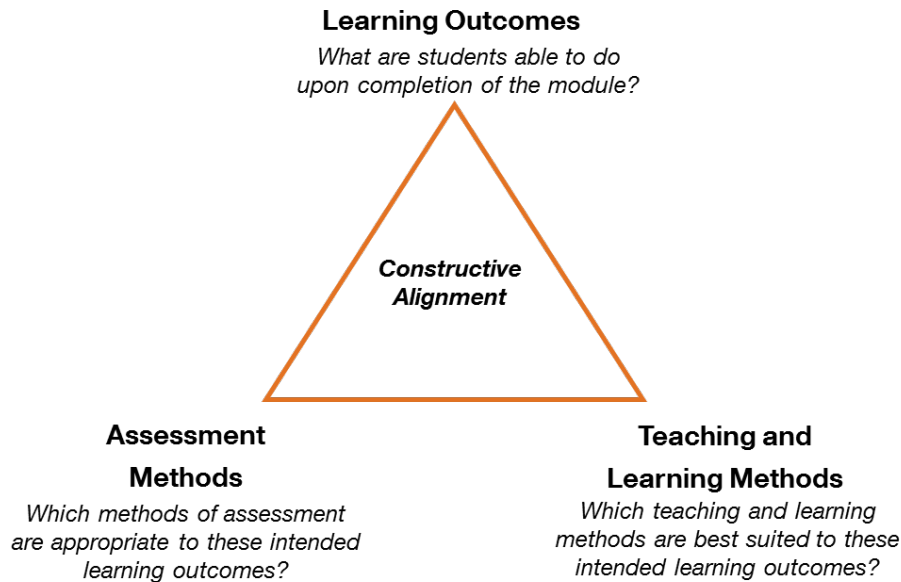 Learning Outcomes
What are students able to do
upon completion of the module?
Constructive
Alignment
Assessment
Methods
Which methods of assessment
are appropriate to these intended
learning outcomes?
Teaching and
Learning Methods
Which teaching and learning
methods are best suited to these
intended learning outcomes?